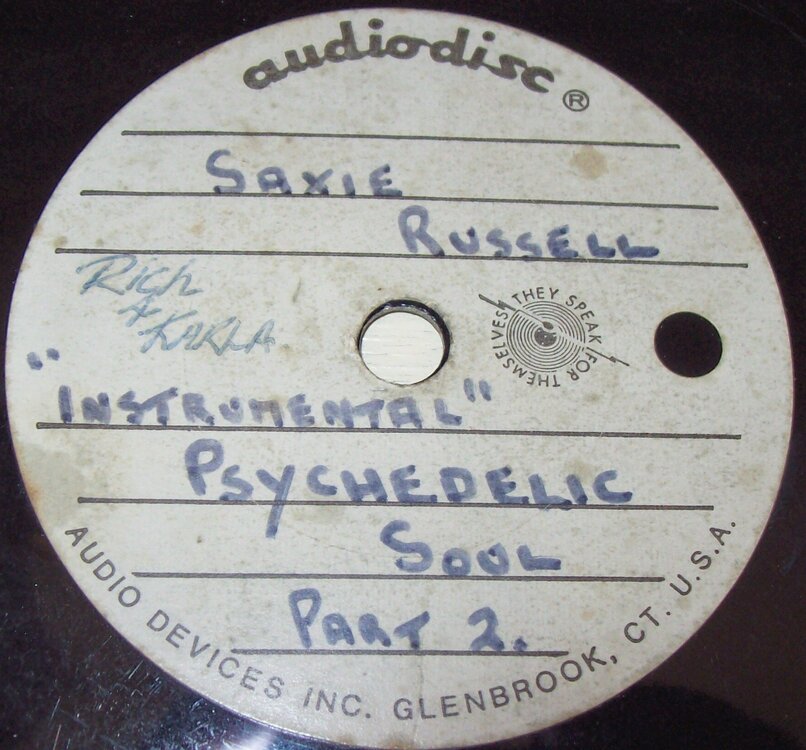 audiodisc ®
SAXIE
RUSSELL
Rich
+
KARLA
THEY SPEAK FOR THEMSELVES
"INSTRUMENTAL"
PSYCHEDELIC
SOUL
PART 2.
AUDIO DEVICES INC. GLENBROOK, CT. U.S.A.